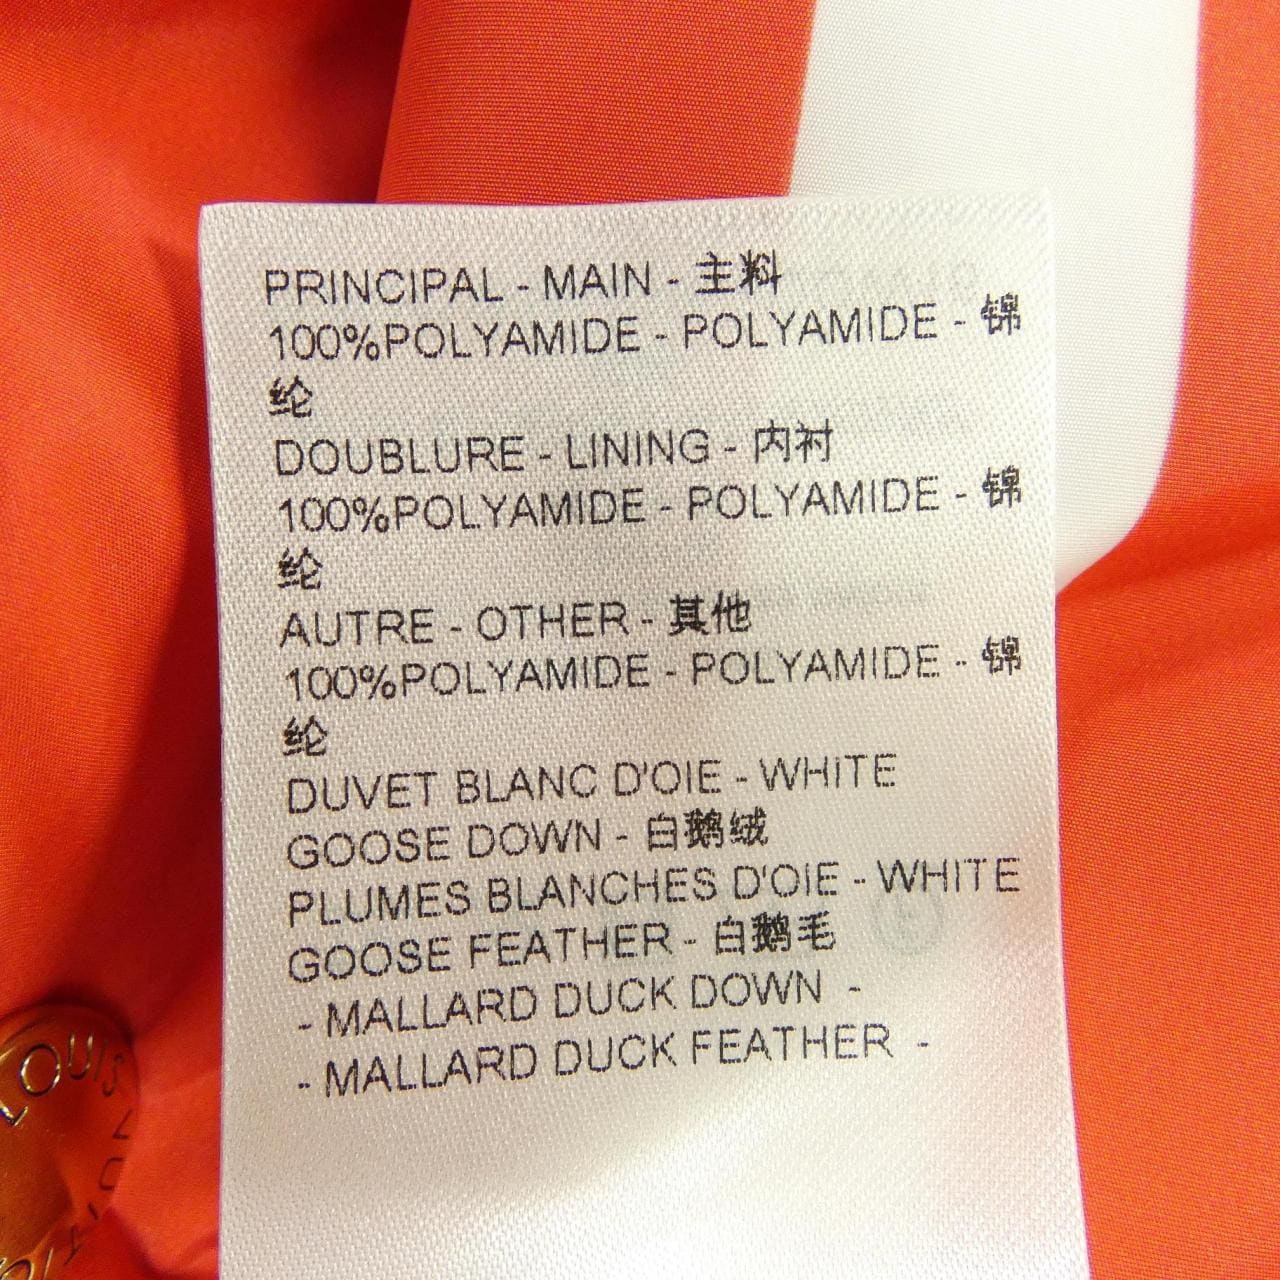 PRINCIPAL - MAIN - 主料
100%POLYAMIDE - POLYAMIDE - 锦
纶
DOUBLURE - LINING - 内衬
100%POLYAMIDE - POLYAMIDE - 锦
纶
AUTRE - OTHER - 其他
100%POLYAMIDE - POLYAMIDE - 锦
纶
DUVET BLANC D'OIE - WHITE
GOOSE DOWN - 白鹅绒
PLUMES BLANCHES D'OIE - WHITE
GOOSE FEATHER - 白鹅毛
- MALLARD DUCK DOWN -
- MALLARD DUCK FEATHER -
LOUIS